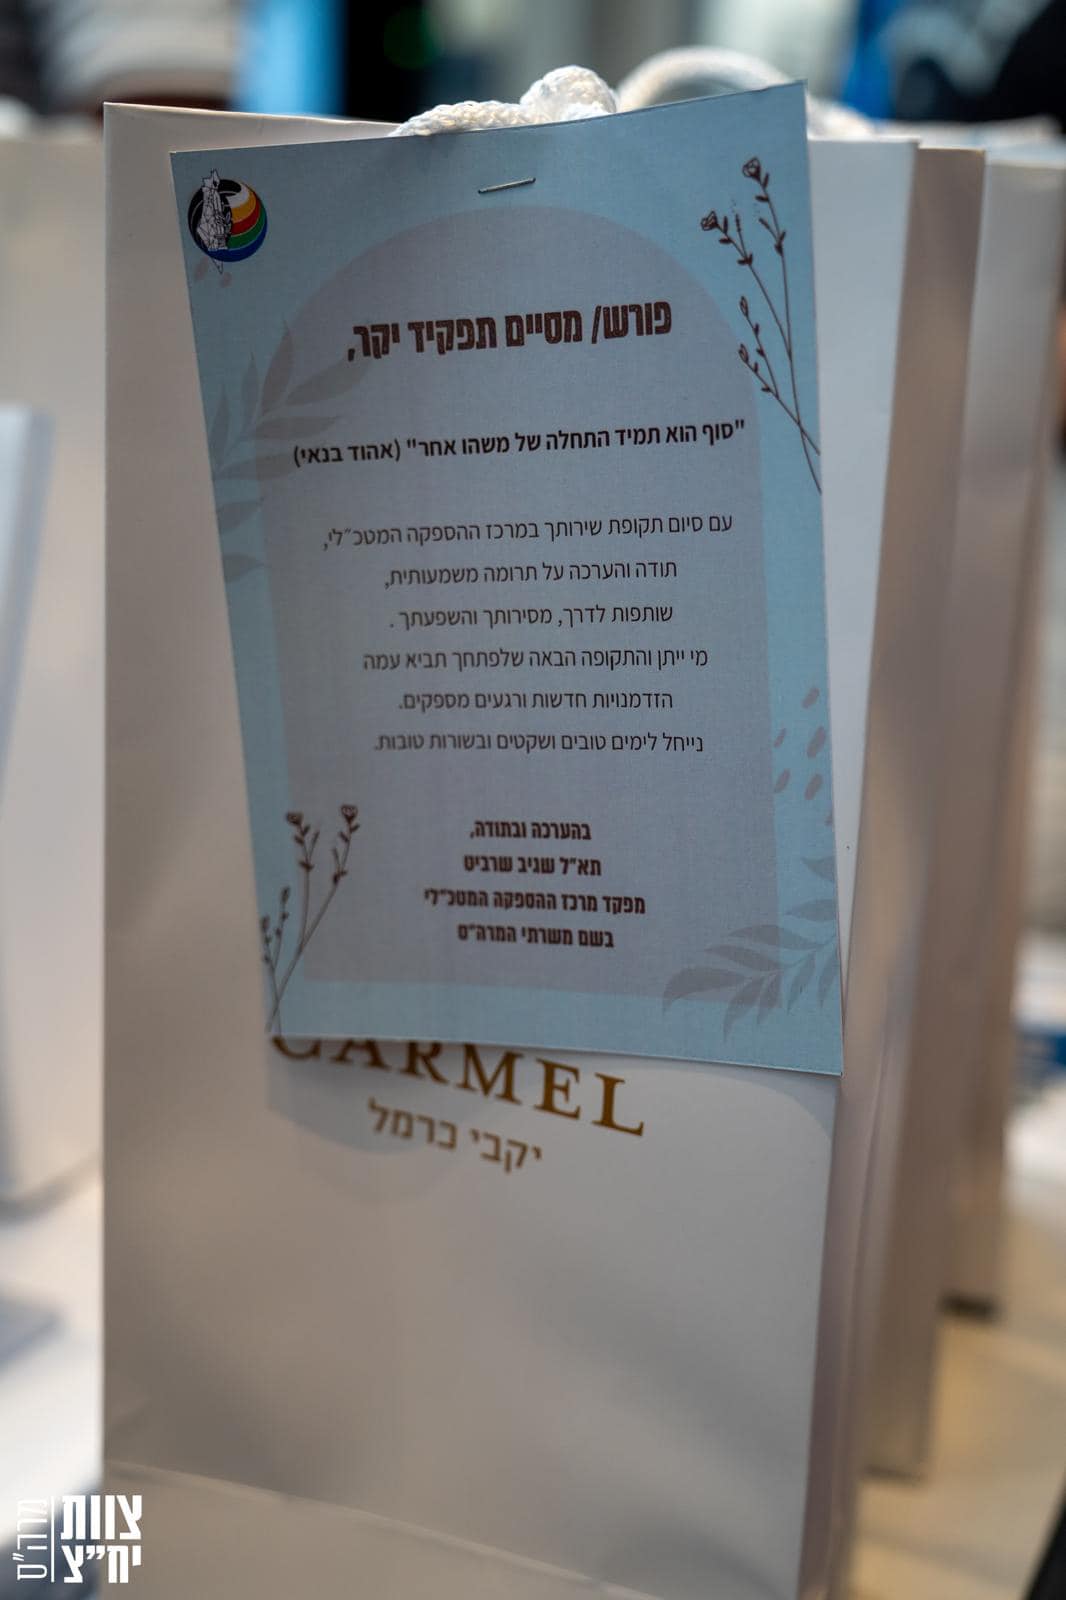 פורש/ מסיים תפקיד יקר,
"סוף הוא תמיד התחלה של משהו אחר" (אהוד בנאי)
עם סיום תקופת שירותך במרכז ההספקה המטכ״לי,
תודה והערכה על תרומה משמעותית,
שותפות לדרך, מסירותך והשפעתך .
מי ייתן והתקופה הבאה שלפתחך תביא עמה
הזדמנויות חדשות ורגעים מספקים.
נייחל לימים טובים ושקטים ובשורות טובות.
בהערכה ובתודה,
תא"ל שגיב שרביט
מפקד מרכז ההספקה המטכ"לי
בשם משרתי המרה"ס
CARMEL
יקבי כרמל
צוות
יח"צ
מרה"ס